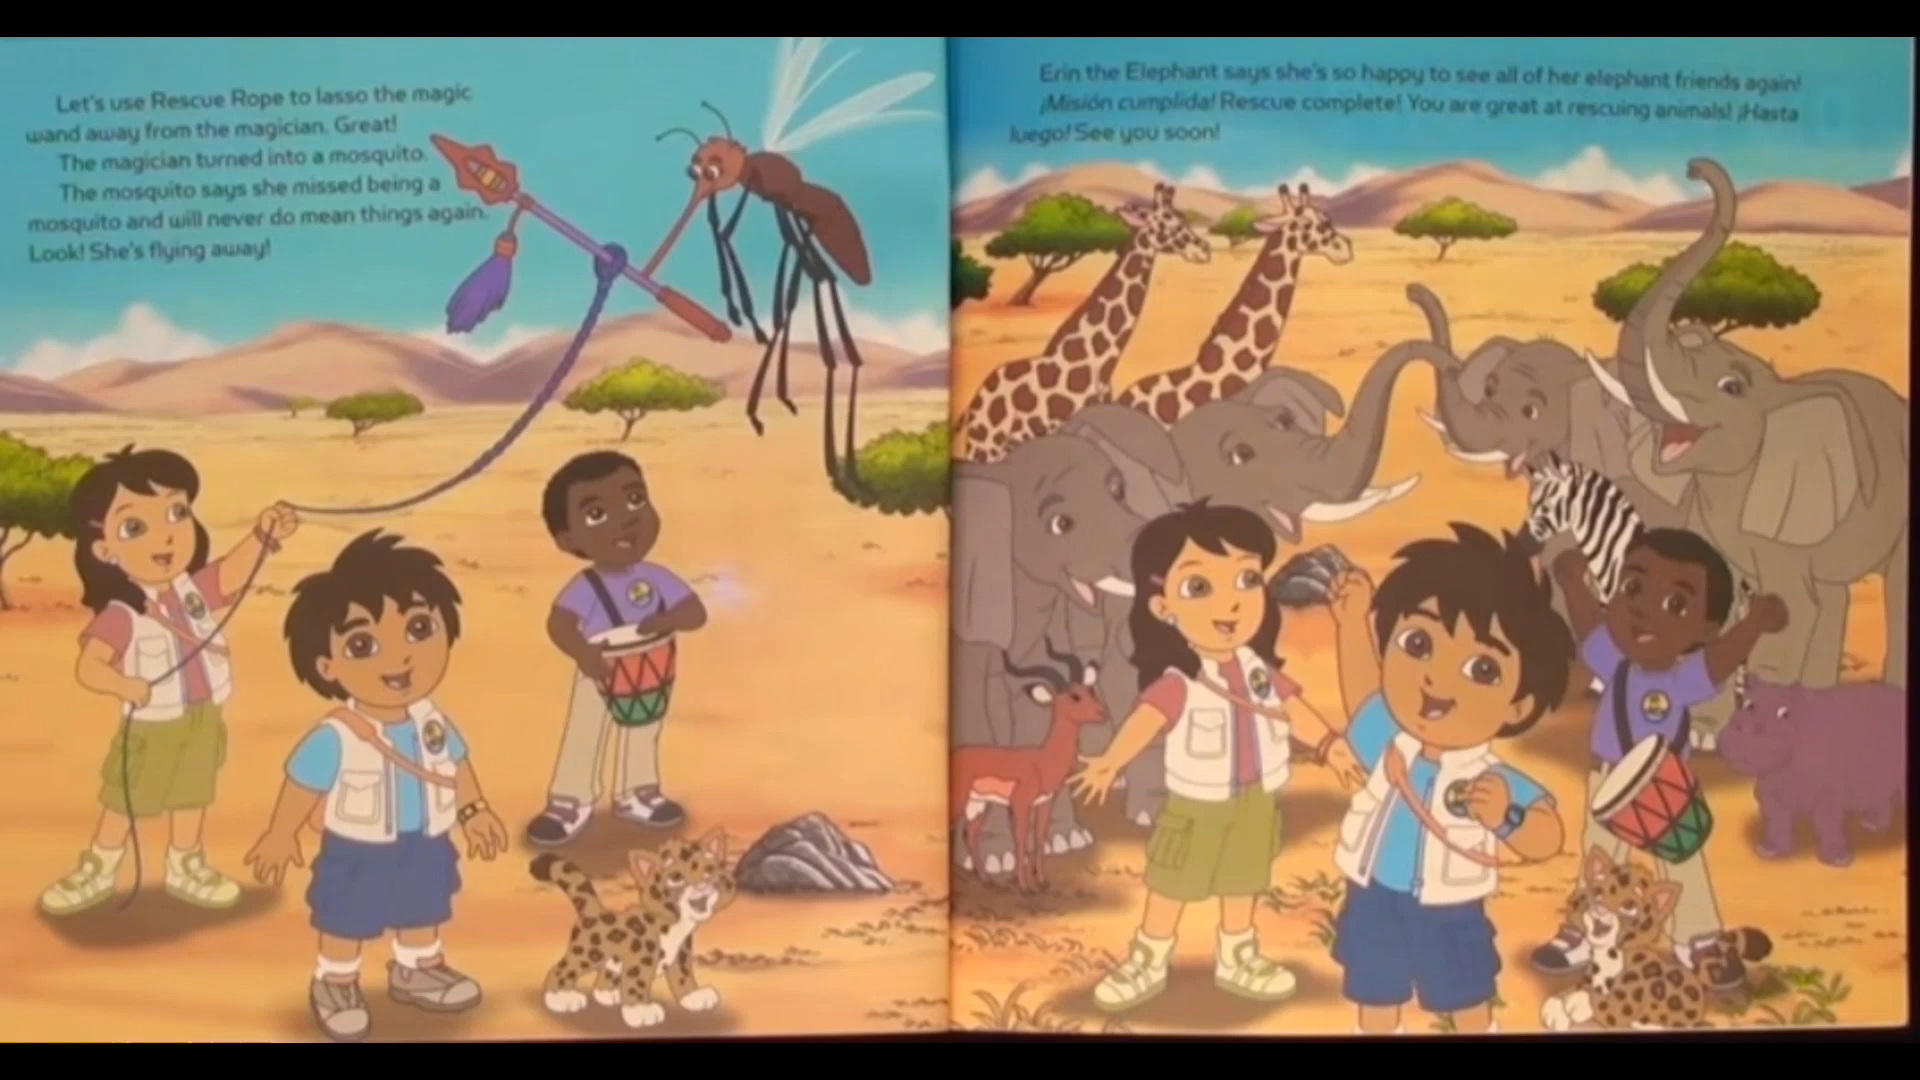 Let's use Rescue Rope to lasso the magic
wand away from the magician. Great!
The magician turned into a mosquito.
The mosquito says she missed being a
mosquito and will never do mean things again.
Look! She's flying away!
Erin the Elephant says she's so happy to see all of her elephant friends again!
¡Misión cumplida! Rescue complete! You are great at rescuing animals! ¡Hasta
luego! See you soon!